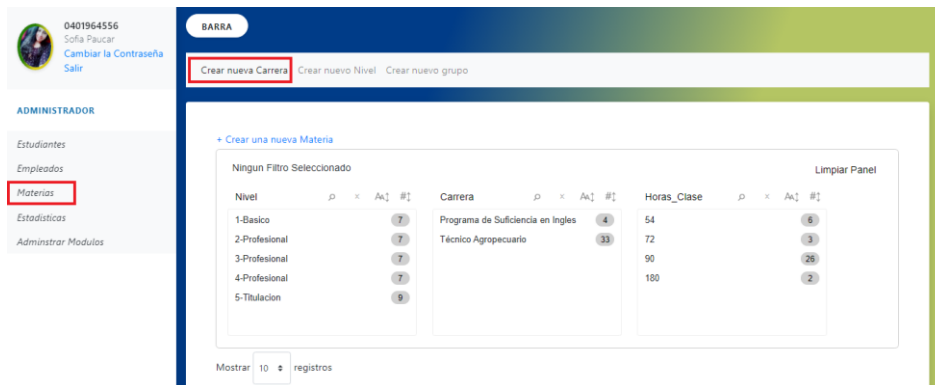 0401964556
Sofia Paucar
Cambiar la Contraseña
Salir
ADMINISTRADOR
Estudiantes
Empleados
Materias
Estadísticas
Adminstrar Modulos
BARRA
Crear nueva Carrera Crear nuevo Nivel Crear nuevo grupo
+ Crear una nueva Materia
Ningun Filtro Seleccionado Limpiar Panel
Nivel
1-Basico 7
2-Profesional 7
3-Profesional 7
4-Profesional 7
5-Titulacion 9
Carrera
Programa de Suficiencia en Ingles 4
Técnico Agropecuario 33
Horas_Clase
54 6
72 3
90 26
180 2
Mostrar 10 registros